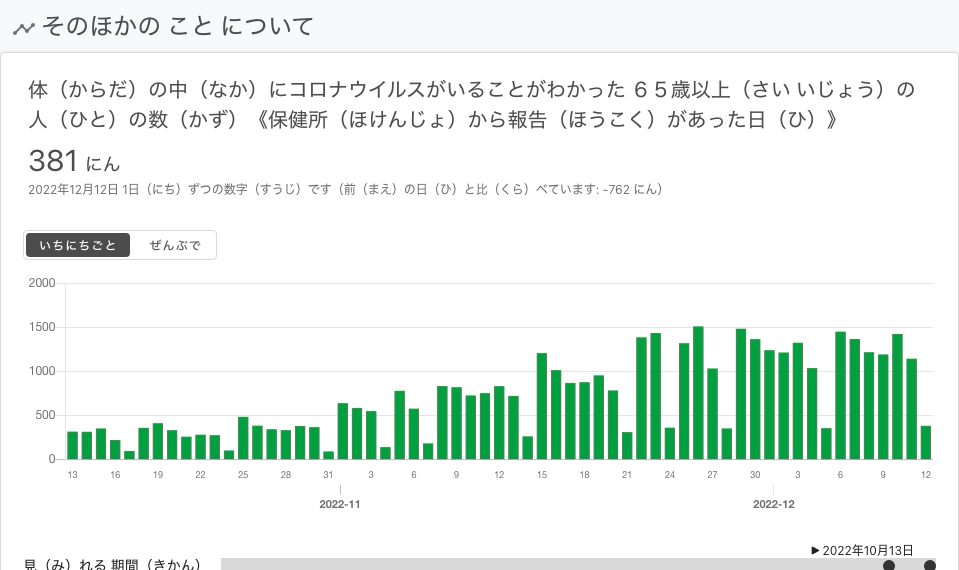 そのほかの こと について
体（からだ）の中（なか）にコロナウイルスがいることがわかった ６５歳以上（さい いじょう）の
人（ひと）の数（かず）《保健所（ほけんじょ）から報告（ほうこく）があった日（ひ）》
381 にん
2022年12月12日 1日（にち）ずつの数字（すうじ）です（前（まえ）の日（ひ）と比（くら）べています: -762 にん）
いちにちごと ぜんぶで
2000
1500
1000
500
0
13 16 19 22 25 28 31 3 6 9 12 15 18 21 24 27 30 3 6 9 12
2022-11 2022-12
▶ 2022年10月13日
見（み）れる 期間（きかん）